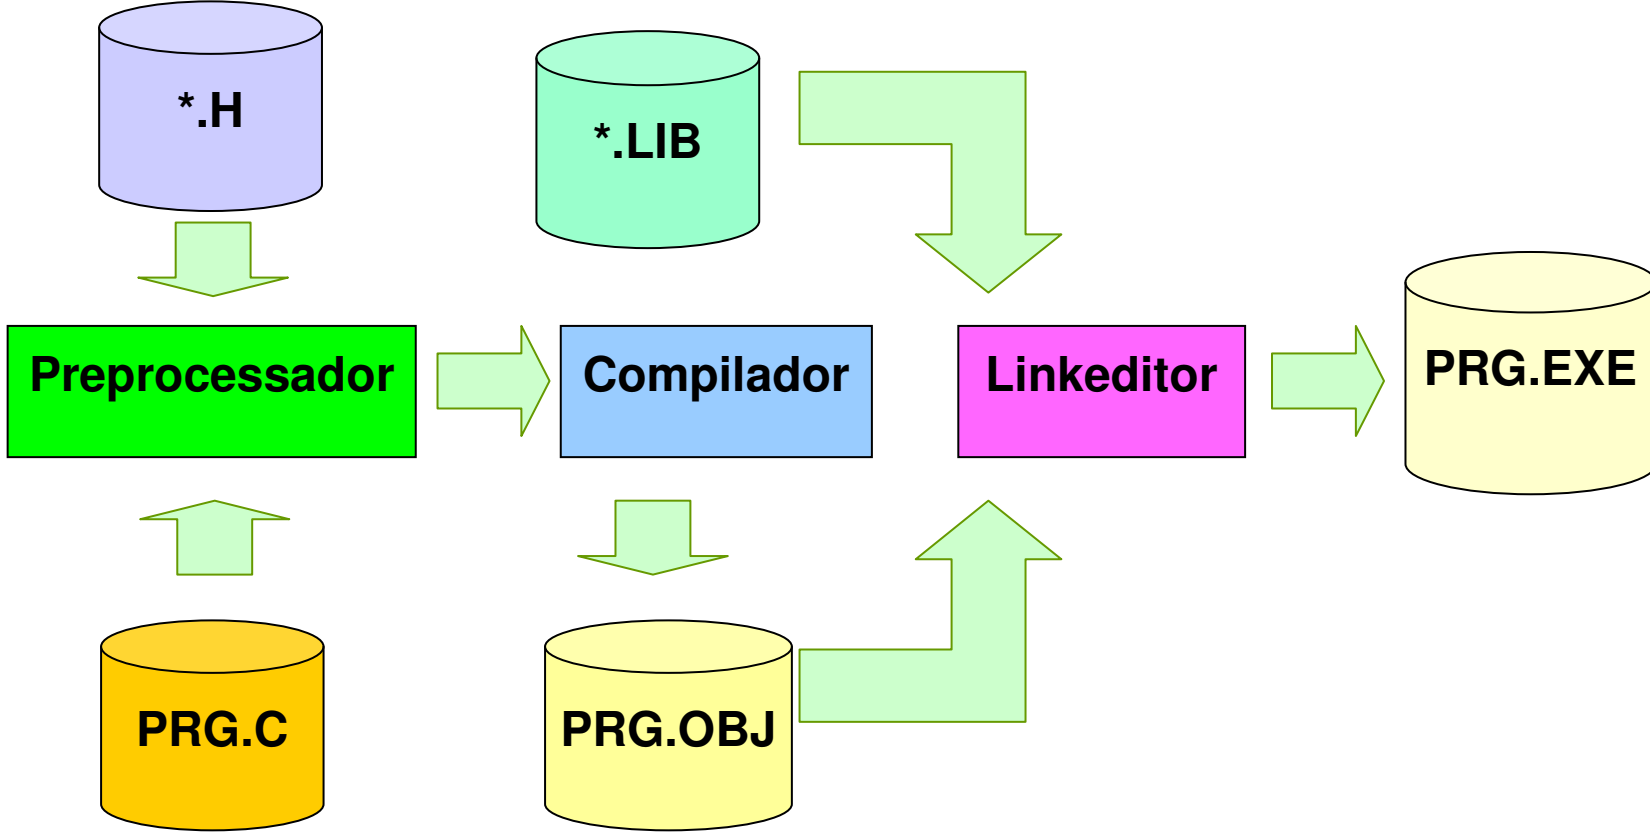 *.H
*.LIB
Preprocessador
Compilador
Linkeditor
PRG.EXE
PRG.C
PRG.OBJ